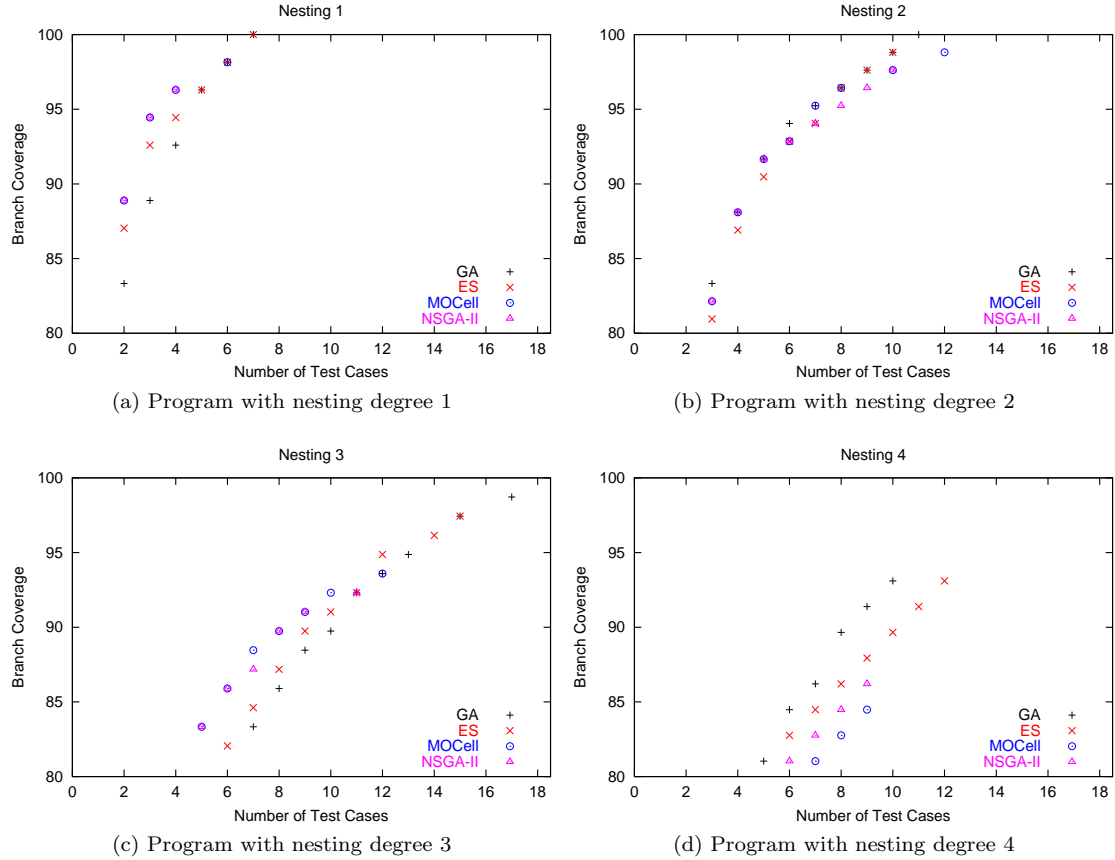 Nesting 1
100
95
90
85
80
Branch Coverage
GA
ES
MOCell
NSGA-II
0 2 4 6 8 10 12 14 16 18
Number of Test Cases
(a) Program with nesting degree 1
Nesting 2
100
95
90
85
80
Branch Coverage
GA
ES
MOCell
NSGA-II
0 2 4 6 8 10 12 14 16 18
Number of Test Cases
(b) Program with nesting degree 2
Nesting 3
100
95
90
85
80
Branch Coverage
GA
ES
MOCell
NSGA-II
0 2 4 6 8 10 12 14 16 18
Number of Test Cases
(c) Program with nesting degree 3
Nesting 4
100
95
90
85
80
Branch Coverage
GA
ES
MOCell
NSGA-II
0 2 4 6 8 10 12 14 16 18
Number of Test Cases
(d) Program with nesting degree 4